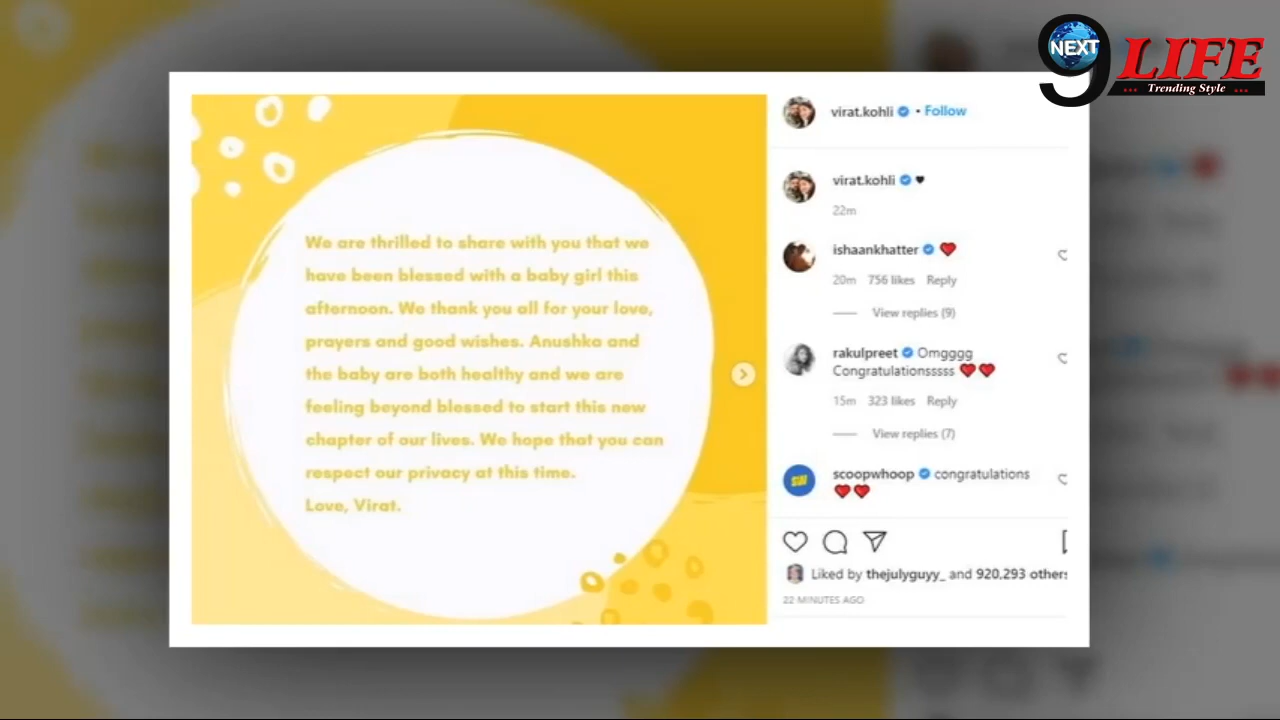 NEXT
9 LIFE
... Trending Style ...
We are thrilled to share with you that we
have been blessed with a baby girl this
afternoon. We thank you all for your love,
prayers and good wishes. Anushka and
the baby are both healthy and we are
feeling beyond blessed to start this new
chapter of our lives. We hope that you can
respect our privacy at this time.
Love, Virat.
virat.kohli • Follow
virat.kohli 🖤
22m
ishaankhatter ❤️
20m 756 likes Reply
View replies (9)
rakulpreet Omgggg
Congratulationsssss ❤️❤️
15m 323 likes Reply
View replies (7)
SW
scoopwhoop congratulations
❤️❤️
Liked by thejulyguyy_ and 920,293 others
22 MINUTES AGO